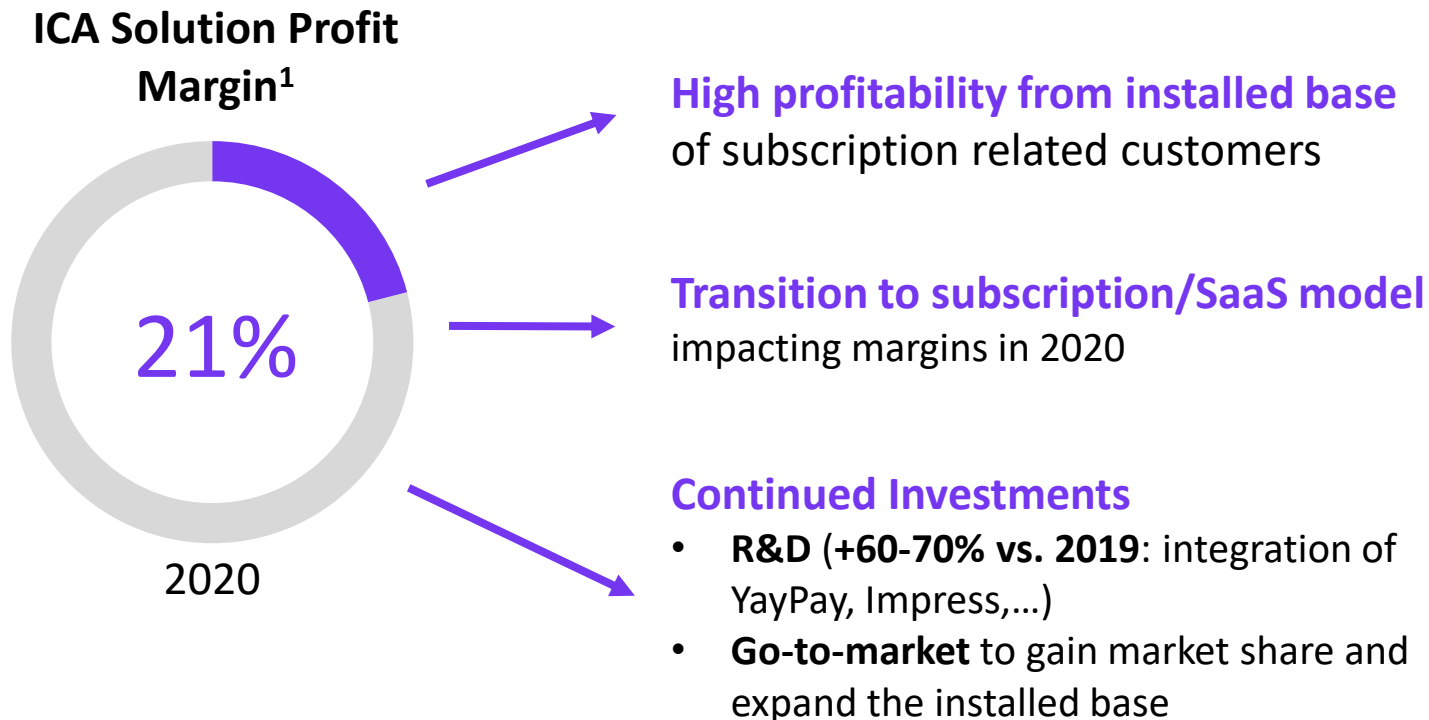 ICA Solution Profit
Margin1
21%
2020
High profitability from installed base
of subscription related customers
Transition to subscription/SaaS model
impacting margins in 2020
Continued Investments
• R&D (+60-70% vs. 2019: integration of
YayPay, Impress,…)
• Go-to-market to gain market share and
expand the installed base